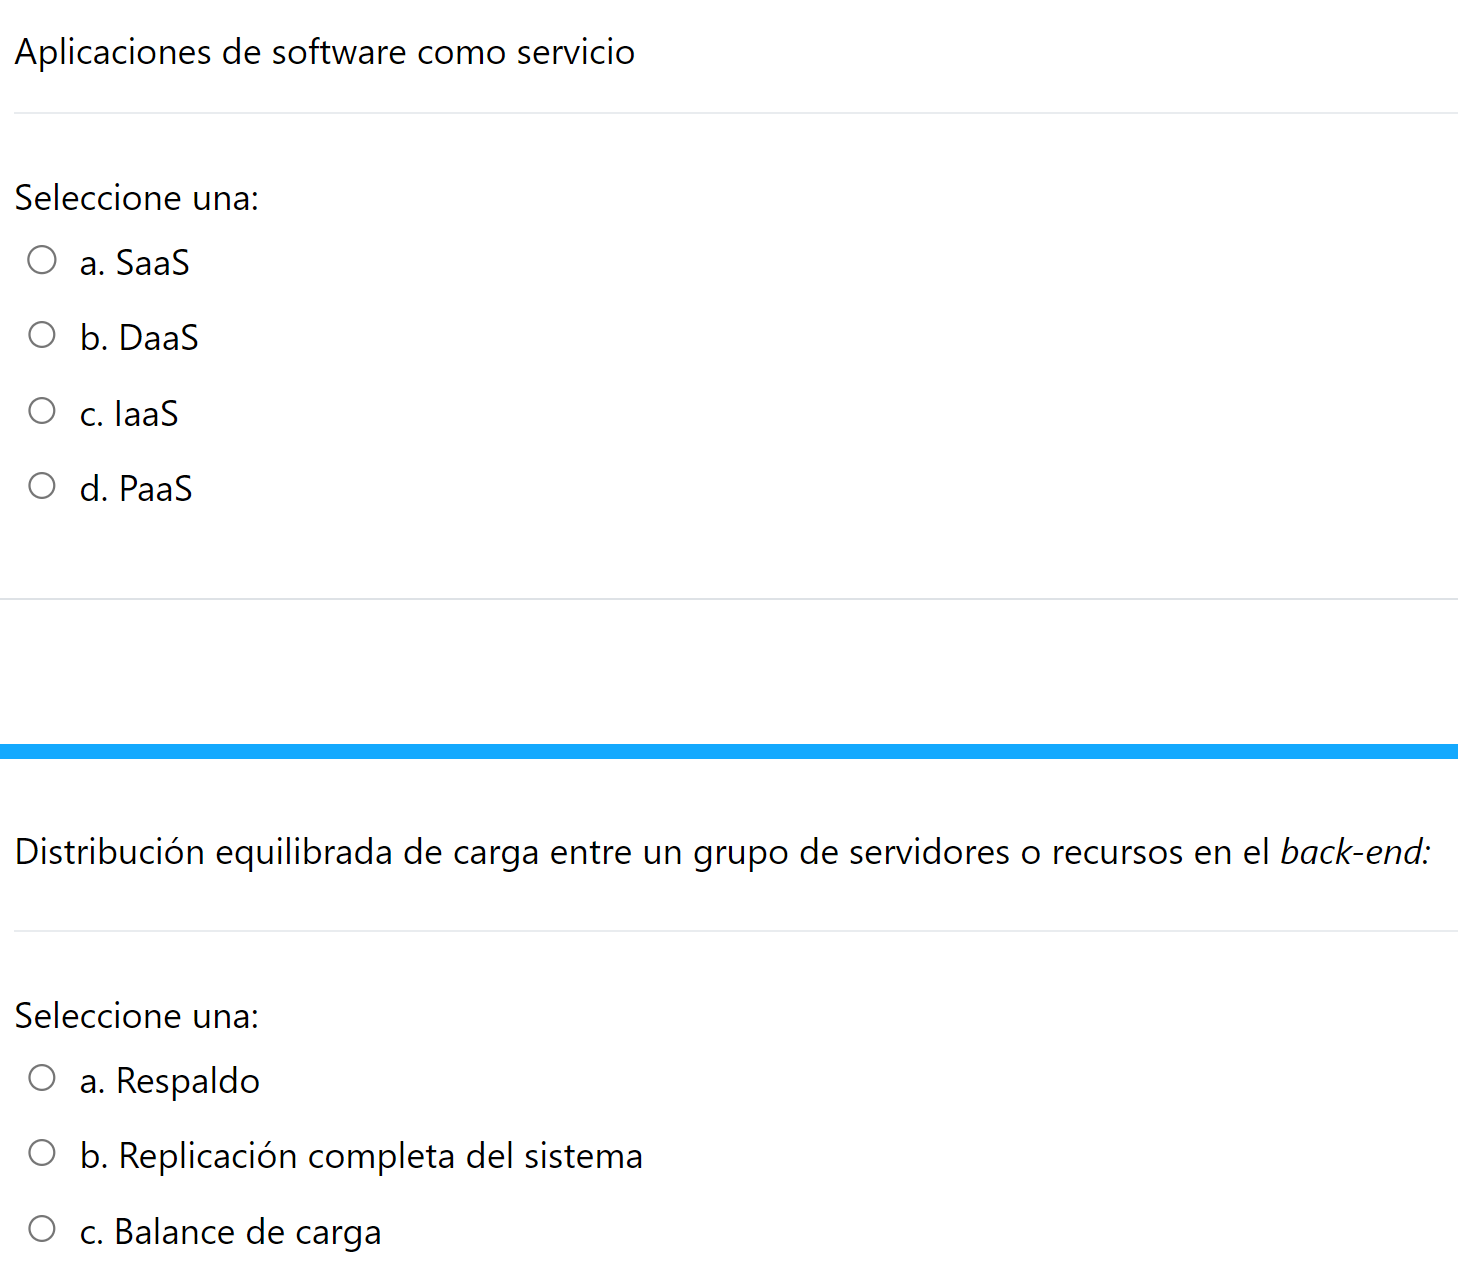 Aplicaciones de software como servicio
Seleccione una:
a. SaaS
b. DaaS
c. IaaS
d. PaaS
Distribución equilibrada de carga entre un grupo de servidores o recursos en el back-end:
Seleccione una:
a. Respaldo
b. Replicación completa del sistema
c. Balance de carga